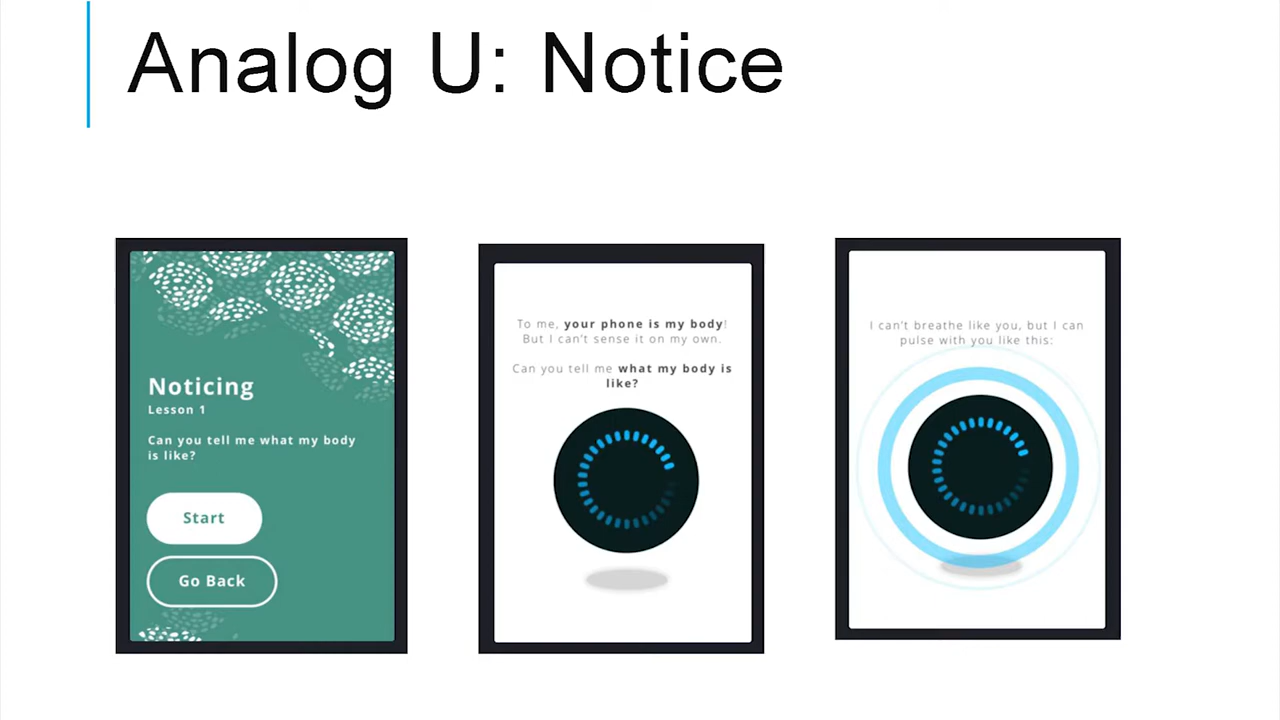 Analog U: Notice
Noticing
Lesson 1
Can you tell me what my body
is like?
Start
Go Back
To me, your phone is my body!
But I can't sense it on my own.
Can you tell me what my body is
like?
I can't breathe like you, but I can
pulse with you like this: